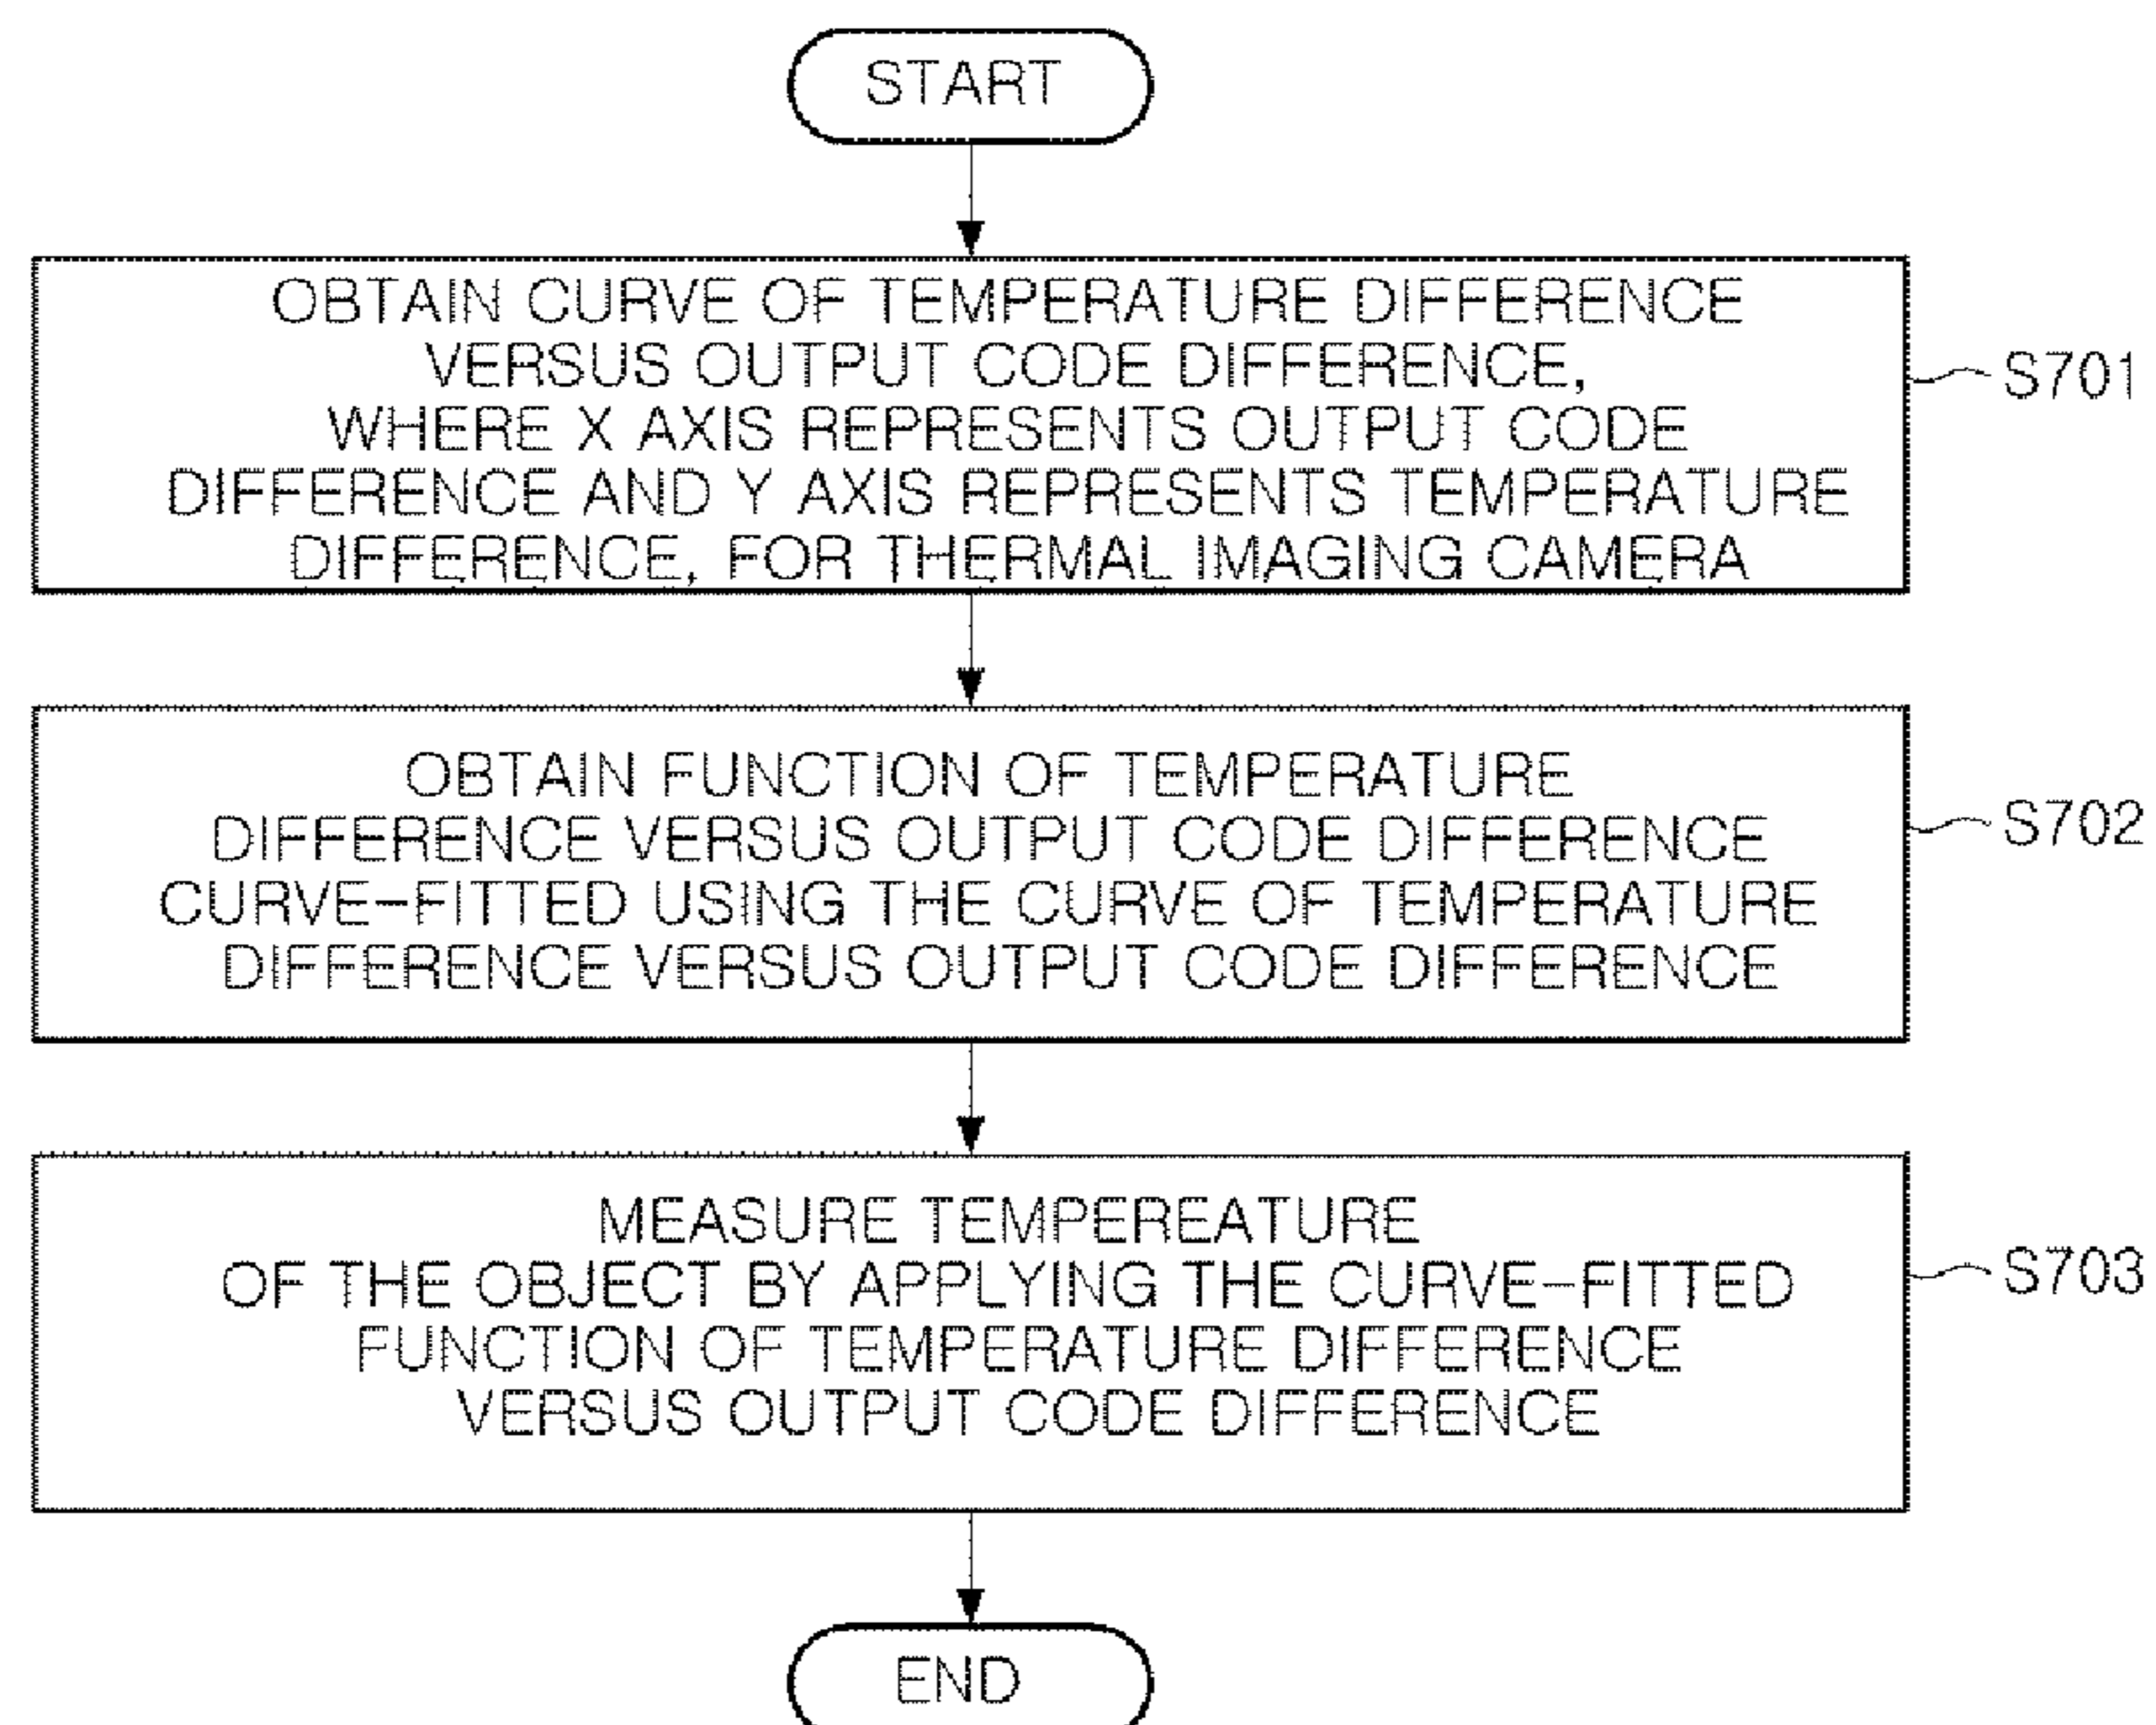 START
OBTAIN CURVE OF TEMPERATURE DIFFERENCE
VERSUS OUTPUT CODE DIFFERENCE,
WHERE X AXIS REPRESENTS OUTPUT CODE
DIFFERENCE AND Y AXIS REPRESENTS TEMPERATURE
DIFFERENCE, FOR THERMAL IMAGING CAMERA
S701
OBTAIN FUNCTION OF TEMPERATURE
DIFFERENCE VERSUS OUTPUT CODE DIFFERENCE
CURVE-FITTED USING THE CURVE OF TEMPERATURE
DIFFERENCE VERSUS OUTPUT CODE DIFFERENCE
S702
MEASURE TEMPEREATURE
OF THE OBJECT BY APPLYING THE CURVE-FITTED
FUNCTION OF TEMPERATURE DIFFERENCE
VERSUS OUTPUT CODE DIFFERENCE
S703
END